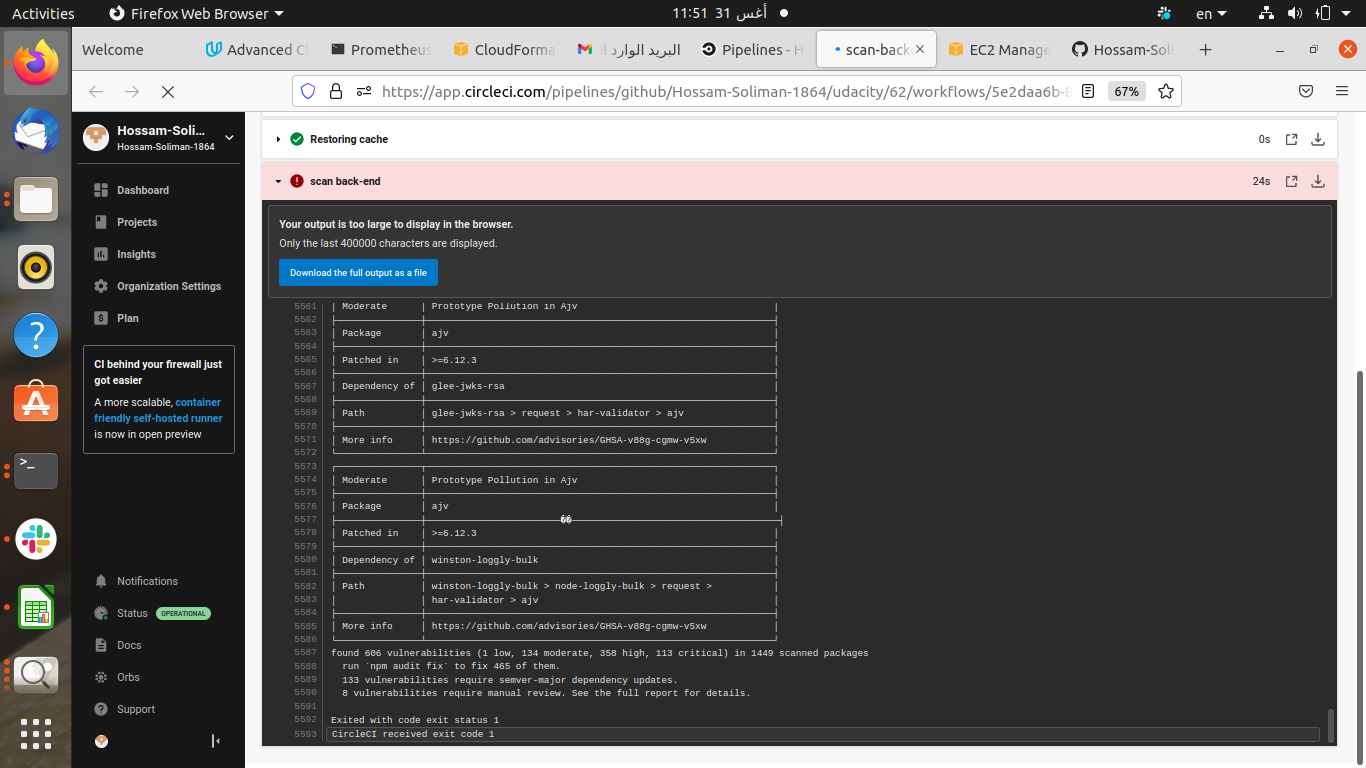 Activities
Firefox Web Browser
11:51 31 أغس
en
Welcome
Advanced Cl
Prometheus
CloudForma
البريد الوارد (ا
Pipelines - H
scan-back
EC2 Manage
Hossam-Soli
https://app.circleci.com/pipelines/github/Hossam-Soliman-1864/udacity/62/workflows/5e2daa6b-8
67%
Hossam-Soli...
Hossam-Soliman-1864
Dashboard
Projects
Insights
Organization Settings
Plan
CI behind your firewall just
got easier
A more scalable, container
friendly self-hosted runner
is now in open preview
Notifications
Status OPERATIONAL
Docs
Orbs
Support
Restoring cache 0s
scan back-end 24s
Your output is too large to display in the browser.
Only the last 400000 characters are displayed.
Download the full output as a file
5561 | Moderate | Prototype Pollution in Ajv |
5562
5563 | Package | ajv |
5564
5565 | Patched in | >=6.12.3 |
5566
5567 | Dependency of | glee-jwks-rsa |
5568
5569 | Path | glee-jwks-rsa > request > har-validator > ajv |
5570
5571 | More info | https://github.com/advisories/GHSA-v88g-cgmw-v5xw |
5572
5573
5574 | Moderate | Prototype Pollution in Ajv |
5575
5576 | Package | ajv |
5577 ��
5578 | Patched in | >=6.12.3 |
5579
5580 | Dependency of | winston-loggly-bulk |
5581
5582 | Path | winston-loggly-bulk > node-loggly-bulk > request > |
5583 | | har-validator > ajv |
5584
5585 | More info | https://github.com/advisories/GHSA-v88g-cgmw-v5xw |
5586
5587 found 606 vulnerabilities (1 low, 134 moderate, 358 high, 113 critical) in 1449 scanned packages
5588 run `npm audit fix` to fix 465 of them.
5589 133 vulnerabilities require semver-major dependency updates.
5590 8 vulnerabilities require manual review. See the full report for details.
5591
5592 Exited with code exit status 1
5593 CircleCI received exit code 1